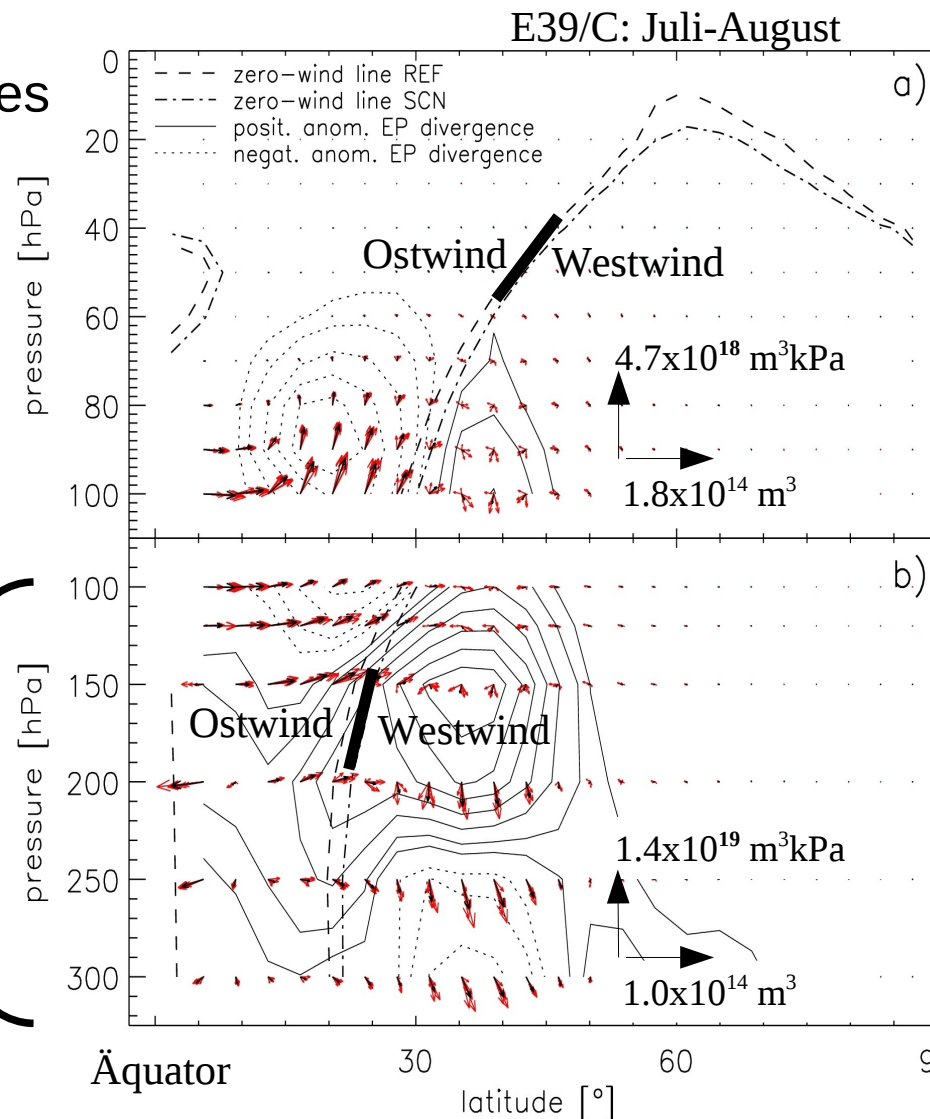 E39/C: Juli-August
es
a)
zero-wind line REF
zero-wind line SCN
posit. anom. EP divergence
negat. anom. EP divergence
0
20
40
60
80
100
pressure [hPa]
Ostwind
Westwind
4.7x10¹⁸ m³kPa
1.8x10¹⁴ m³
b)
100
150
200
250
300
pressure [hPa]
Ostwind
Westwind
1.4x10¹⁹ m³kPa
1.0x10¹⁴ m³
Äquator
30
60
9
latitude [°]